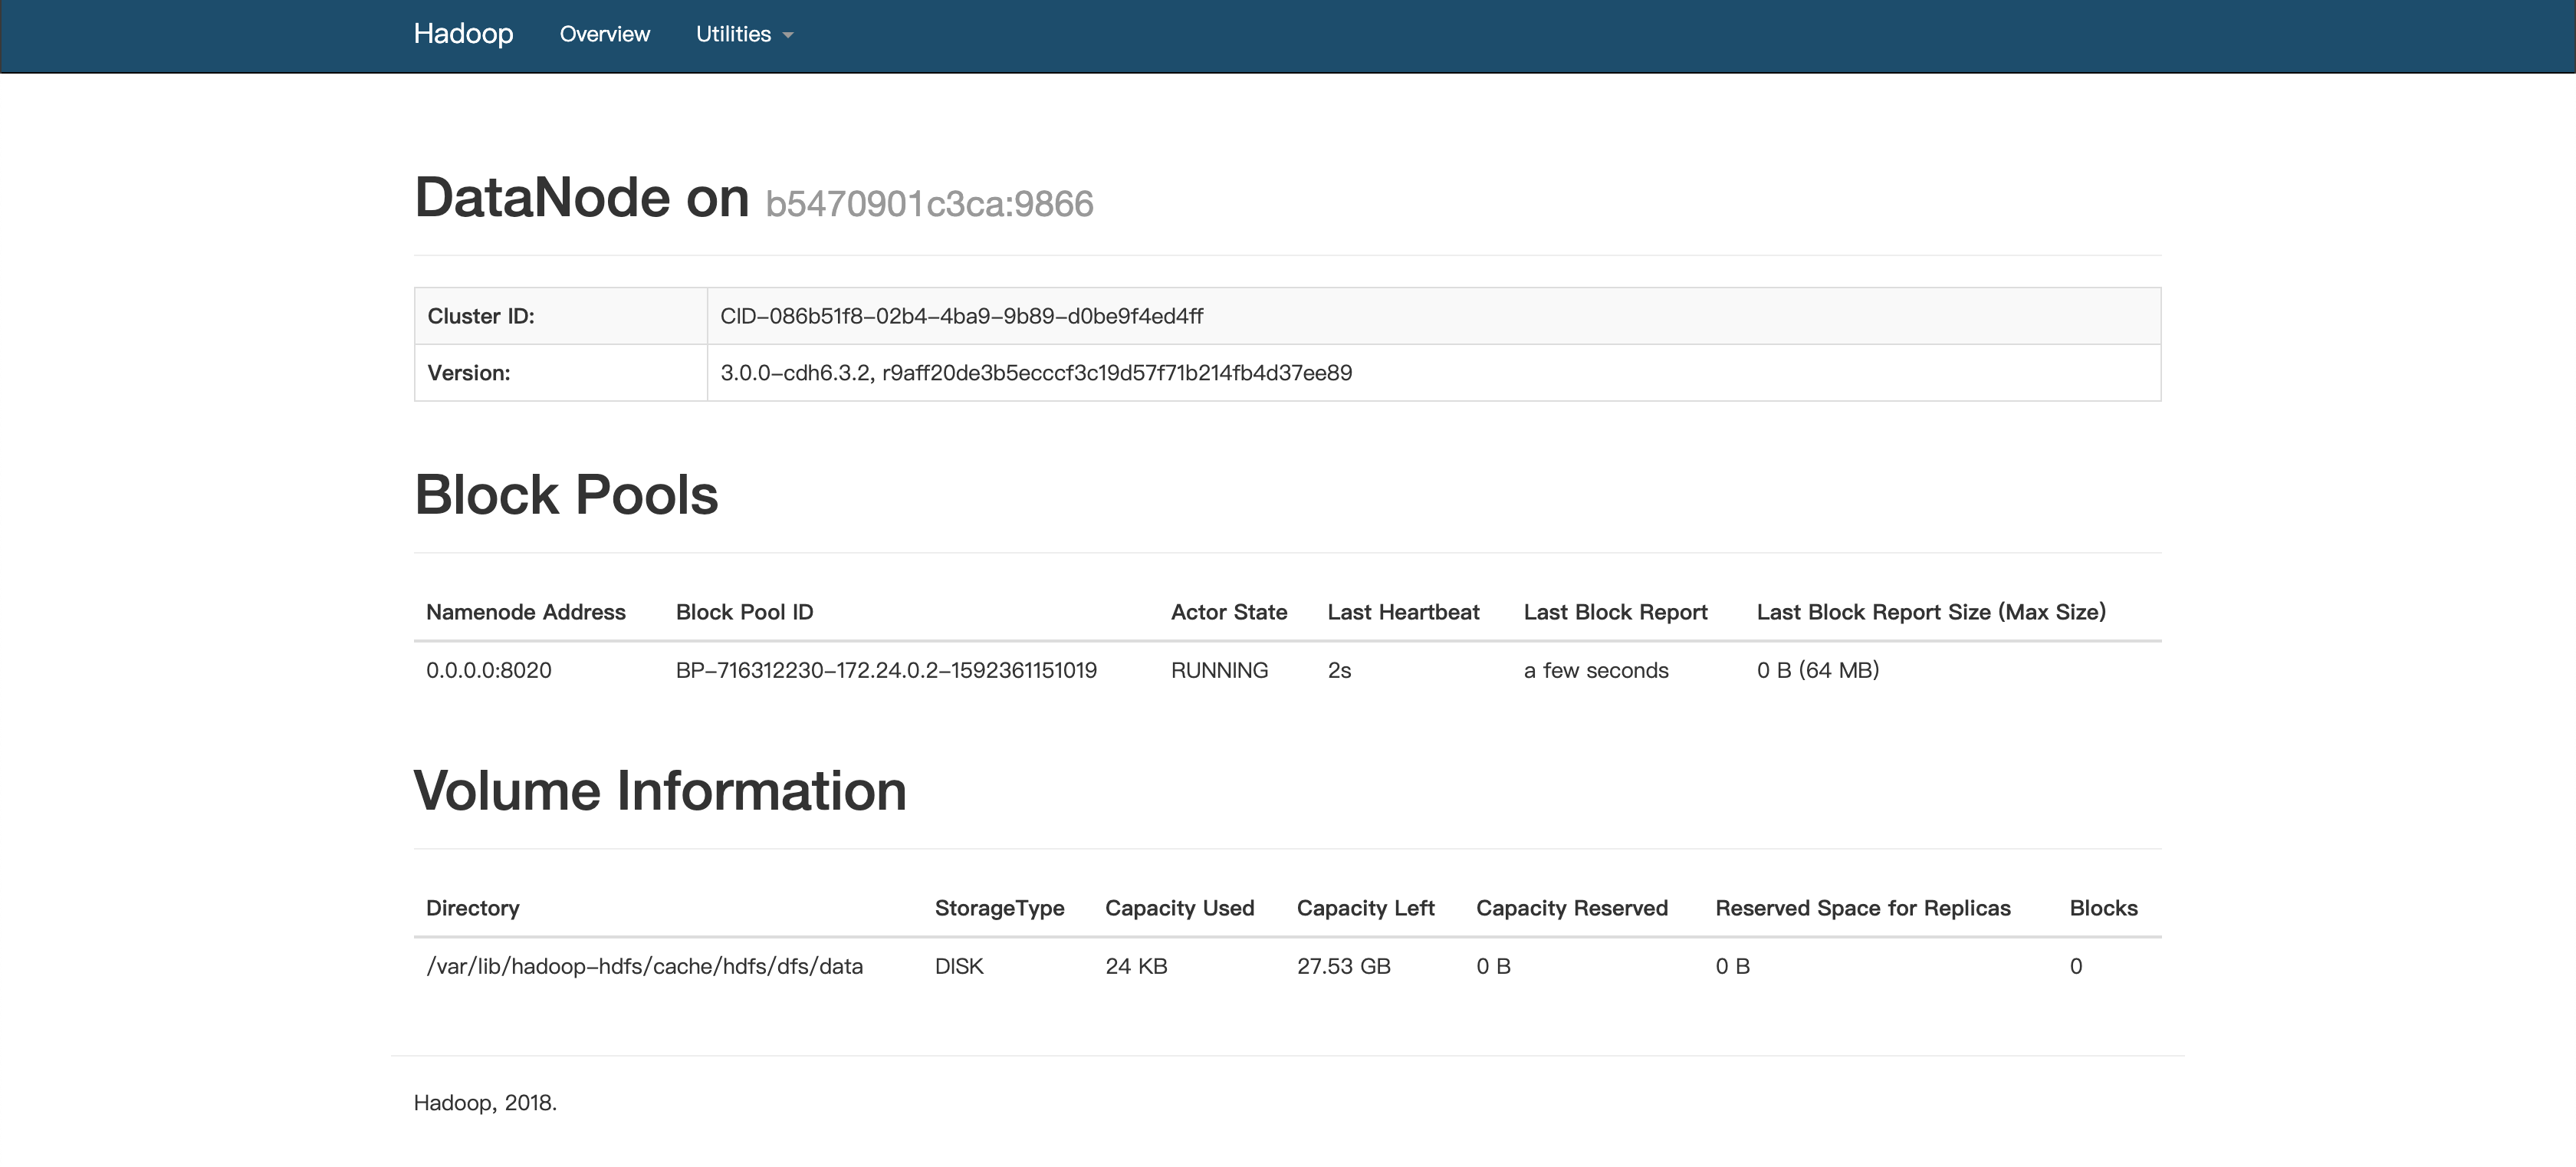 Hadoop Overview Utilities
DataNode on b5470901c3ca:9866
Cluster ID: CID-086b51f8-02b4-4ba9-9b89-d0be9f4ed4ff
Version: 3.0.0-cdh6.3.2, r9aff20de3b5ecccf3c19d57f71b214fb4d37ee89
Block Pools
Namenode Address Block Pool ID Actor State Last Heartbeat Last Block Report Last Block Report Size (Max Size)
0.0.0.0:8020 BP-716312230-172.24.0.2-1592361151019 RUNNING 2s a few seconds 0 B (64 MB)
Volume Information
Directory StorageType Capacity Used Capacity Left Capacity Reserved Reserved Space for Replicas Blocks
/var/lib/hadoop-hdfs/cache/hdfs/dfs/data DISK 24 KB 27.53 GB 0 B 0 B 0
Hadoop, 2018.